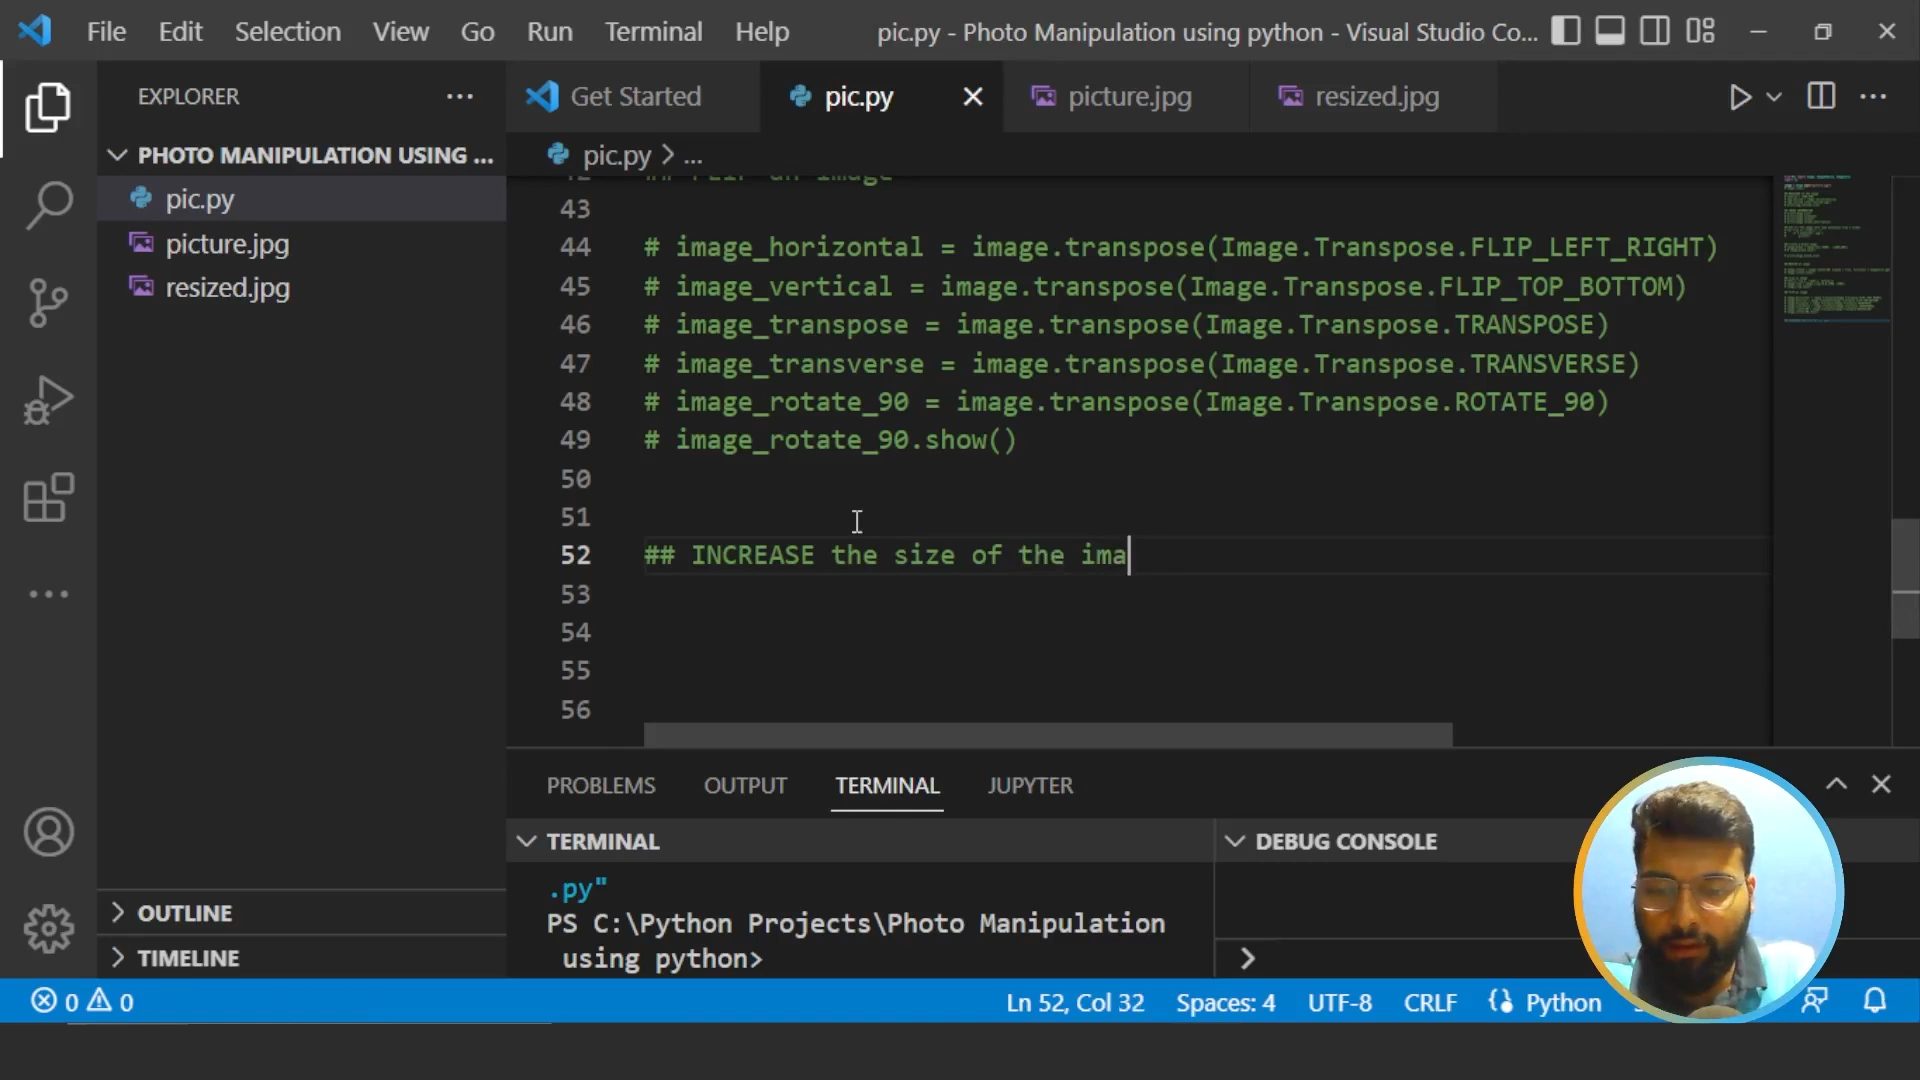 File Edit Selection View Go Run Terminal Help pic.py - Photo Manipulation using python - Visual Studio Co...
EXPLORER
PHOTO MANIPULATION USING ...
pic.py
picture.jpg
resized.jpg
OUTLINE
TIMELINE
Get Started pic.py picture.jpg resized.jpg
pic.py > ...
42 ## FLIP an image
43
44 # image_horizontal = image.transpose(Image.Transpose.FLIP_LEFT_RIGHT)
45 # image_vertical = image.transpose(Image.Transpose.FLIP_TOP_BOTTOM)
46 # image_transpose = image.transpose(Image.Transpose.TRANSPOSE)
47 # image_transverse = image.transpose(Image.Transpose.TRANSVERSE)
48 # image_rotate_90 = image.transpose(Image.Transpose.ROTATE_90)
49 # image_rotate_90.show()
50
51
52 ## INCREASE the size of the ima
53
54
55
56
PROBLEMS OUTPUT TERMINAL JUPYTER
TERMINAL
.py"
PS C:\Python Projects\Photo Manipulation
using python>
DEBUG CONSOLE
>
0 0 Ln 52, Col 32 Spaces: 4 UTF-8 CRLF Python